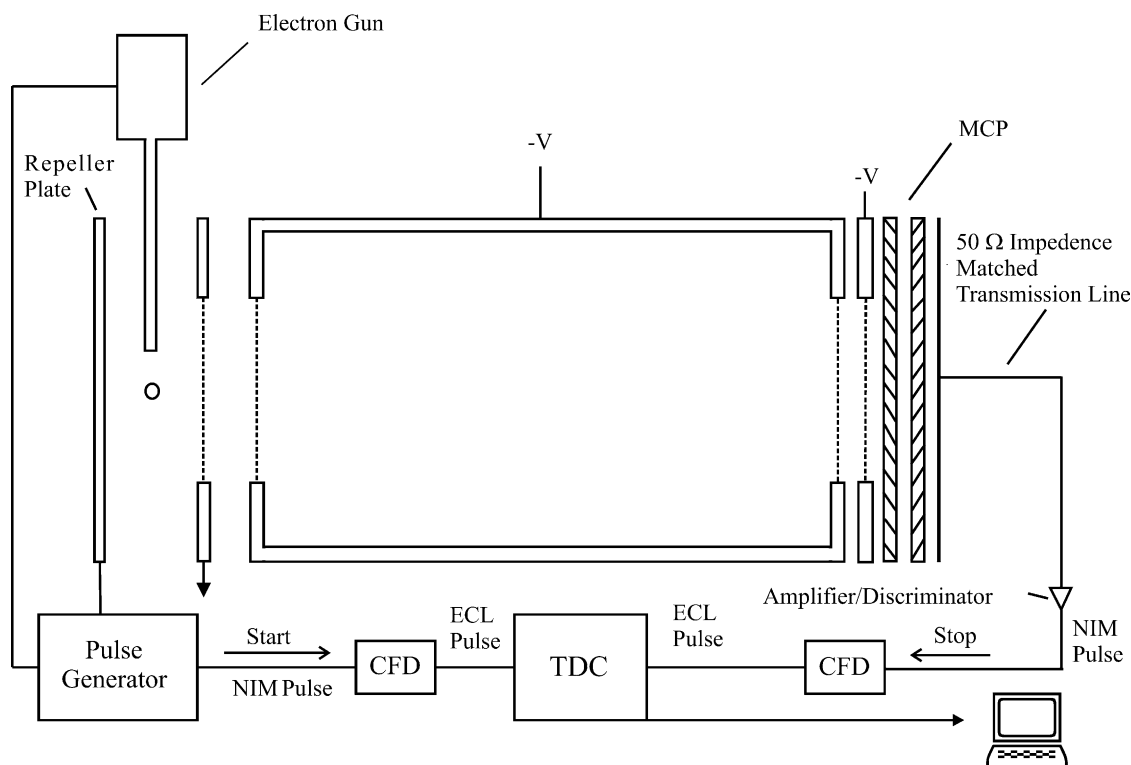 Electron Gun
Repeller
Plate
-V
-V
MCP
50 Ω Impedence
Matched
Transmission Line
Amplifier/Discriminator
NIM
Pulse
Pulse
Generator
Start
NIM Pulse
CFD
ECL
Pulse
TDC
ECL
Pulse
CFD
Stop